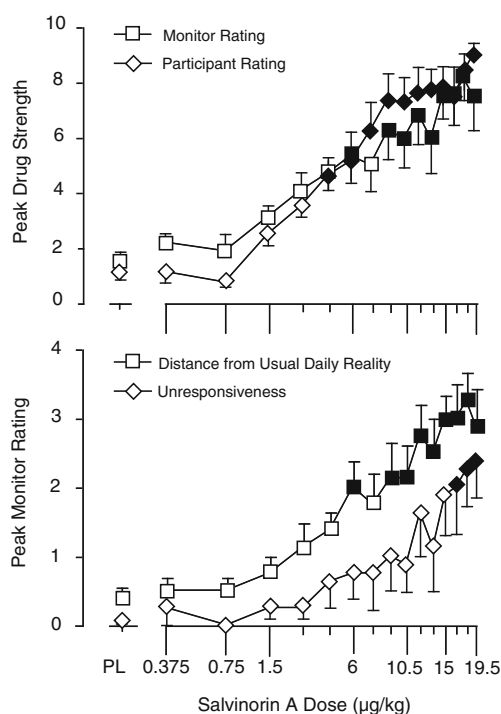 10
Monitor Rating
Participant Rating
8
6
4
2
0
Peak Drug Strength
4
Distance from Usual Daily Reality
Unresponsiveness
3
2
1
0
Peak Monitor Rating
PL 0.375 0.75 1.5 6 10.5 15 19.5
Salvinorin A Dose (µg/kg)